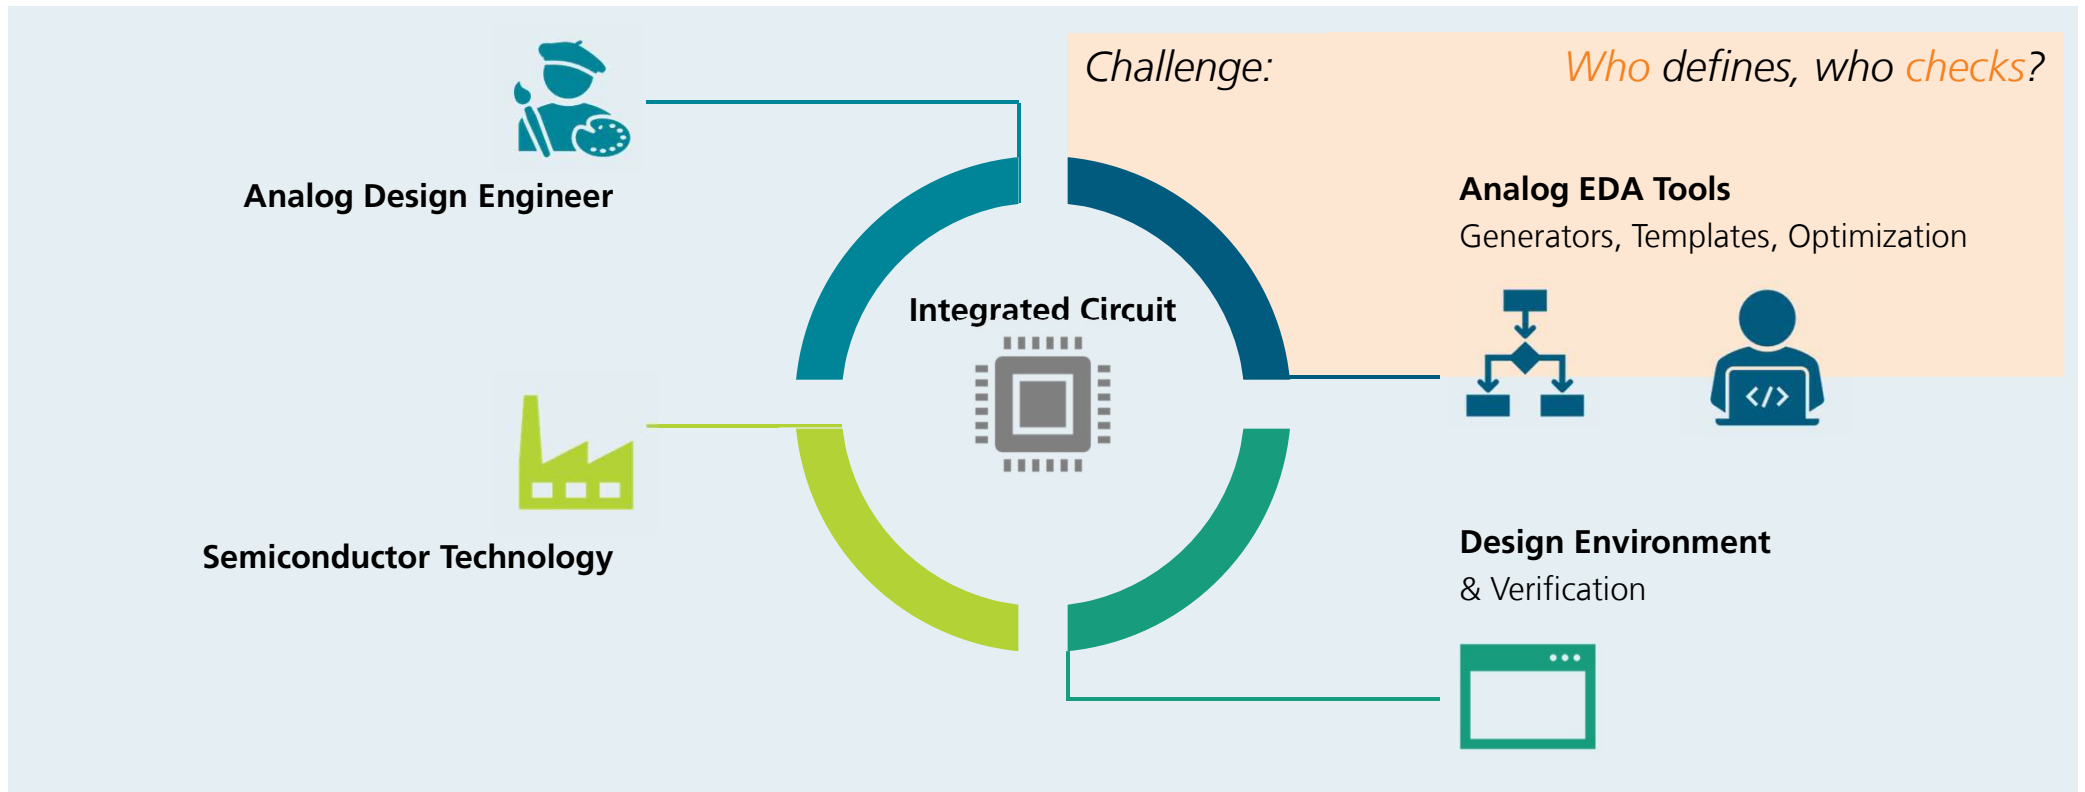 Challenge: Who defines, who checks?
Analog Design Engineer
Analog EDA Tools
Generators, Templates, Optimization
Integrated Circuit
</>
Semiconductor Technology
Design Environment
& Verification